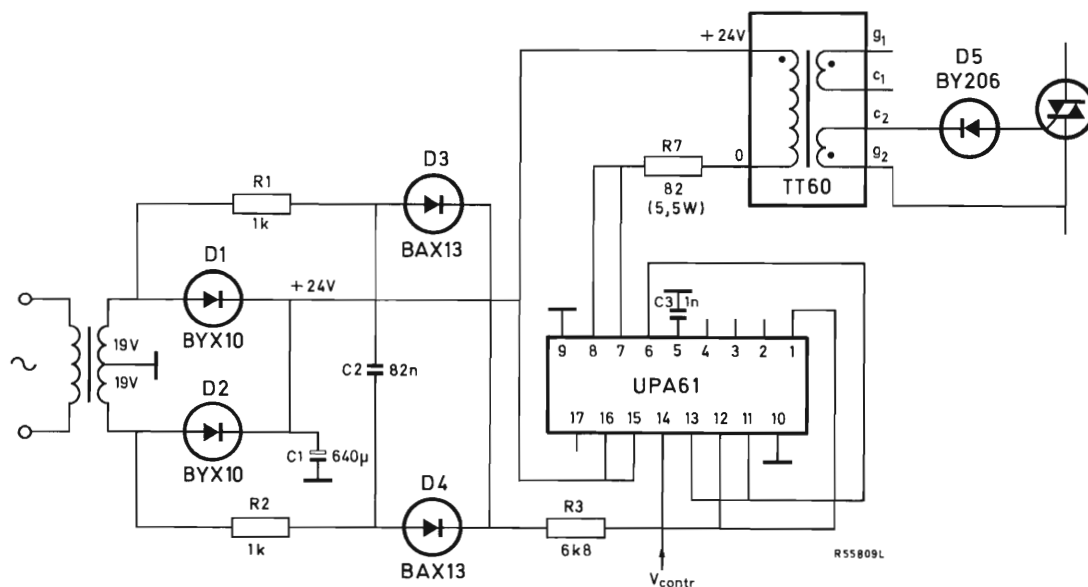 +24V
g1
c1
c2
g2
D5
BY206
0
TT60
R7
82
(5,5W)
R1
1k
D3
BAX13
D1
BYX10
+24V
19V
19V
~
D2
BYX10
C1 640µ
C2 82n
R2
1k
D4
BAX13
R3
6k8
C3 1n
9 8 7 6 5 4 3 2 1
UPA61
17 16 15 14 13 12 11 10
Vcontr
R55809L